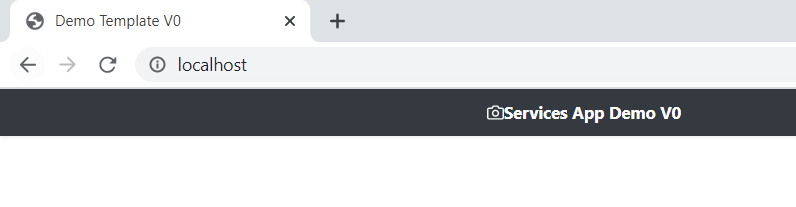 Demo Template V0
localhost
Services App Demo V0